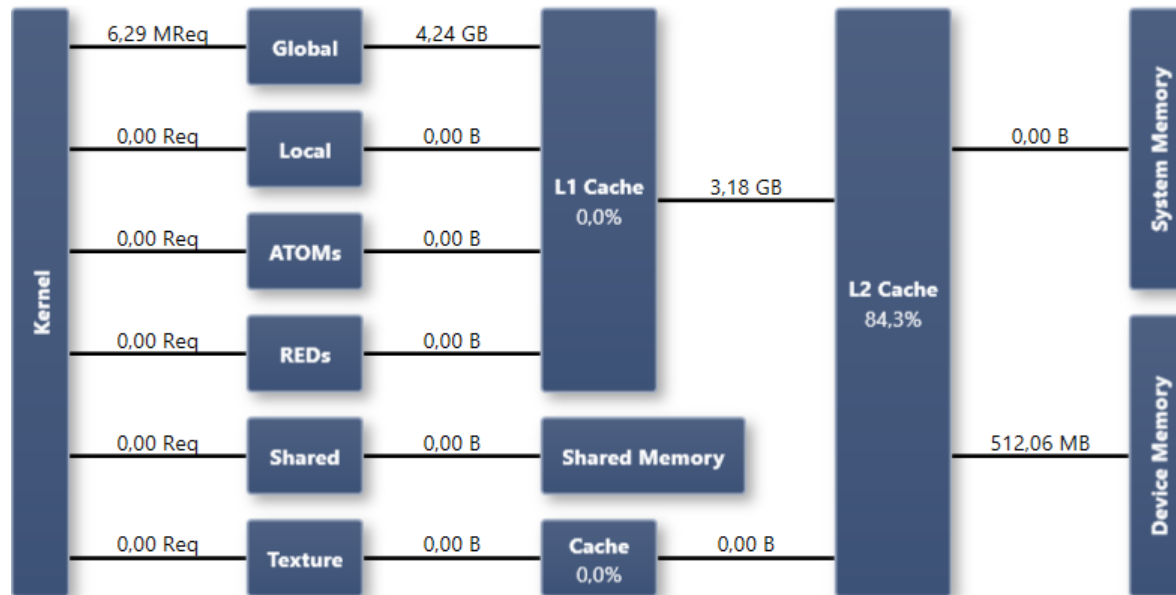 Kernel
6,29 MReq
Global
4,24 GB
0,00 Req
Local
0,00 B
0,00 Req
ATOMs
0,00 B
0,00 Req
REDs
0,00 B
0,00 Req
Shared
0,00 B
0,00 Req
Texture
0,00 B
L1 Cache
0,0%
Shared Memory
Cache
0,0%
3,18 GB
0,00 B
L2 Cache
84,3%
0,00 B
512,06 MB
System Memory
Device Memory